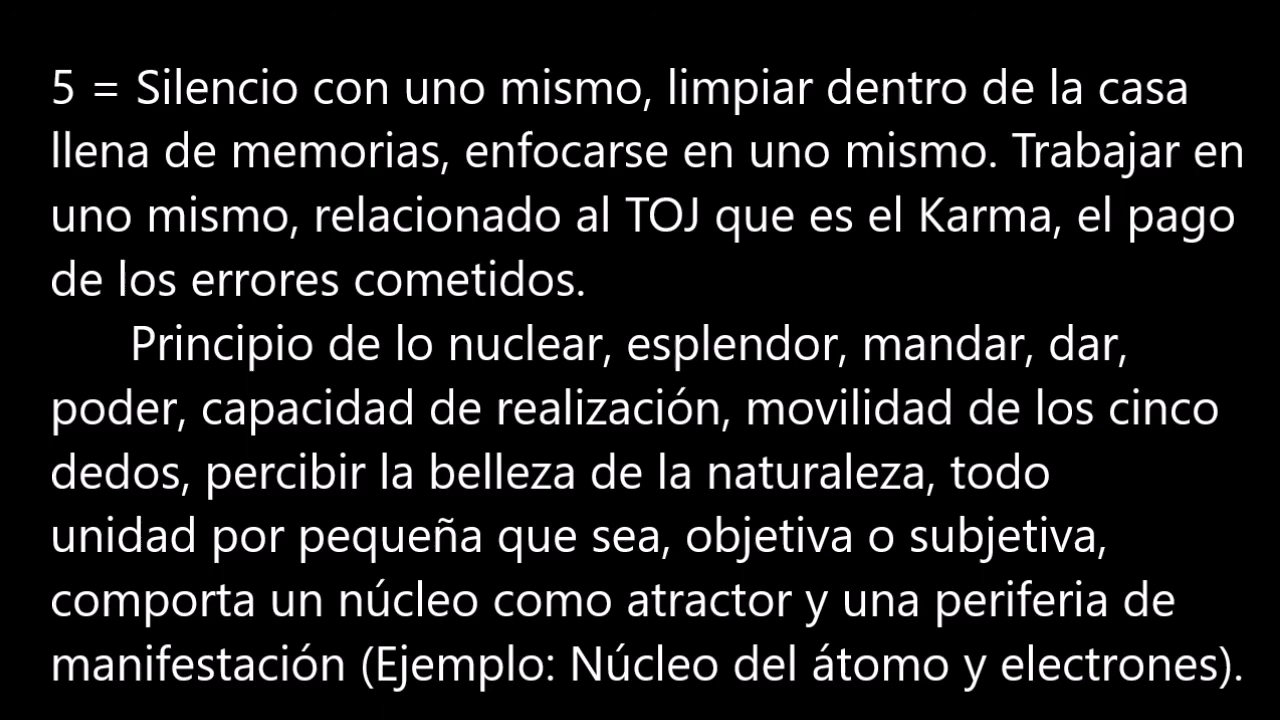 5 = Silencio con uno mismo, limpiar dentro de la casa
llena de memorias, enfocarse en uno mismo. Trabajar en
uno mismo, relacionado al TOJ que es el Karma, el pago
de los errores cometidos.
Principio de lo nuclear, esplendor, mandar, dar,
poder, capacidad de realización, movilidad de los cinco
dedos, percibir la belleza de la naturaleza, todo
unidad por pequeña que sea, objetiva o subjetiva,
comporta un núcleo como atractor y una periferia de
manifestación (Ejemplo: Núcleo del átomo y electrones).